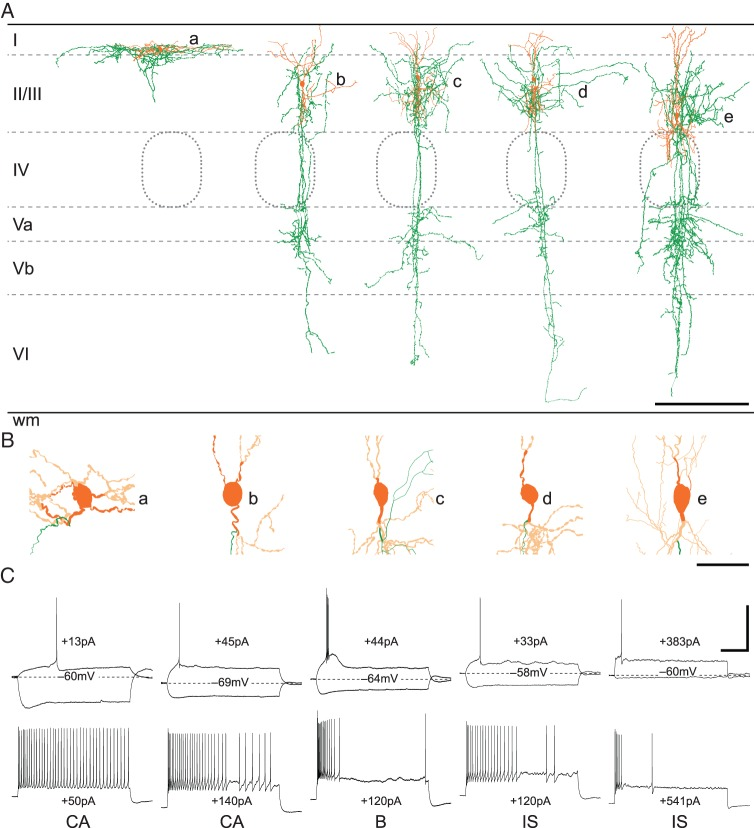 A
I
a
II/III
b
c
d
e
IV
Va
Vb
VI
wm
B
a
b
c
d
e
C
+13pA
+45pA
+44pA
+33pA
+383pA
–60mV
–69mV
–64mV
–58mV
–60mV
+50pA
+140pA
+120pA
+120pA
+541pA
CA
CA
B
IS
IS